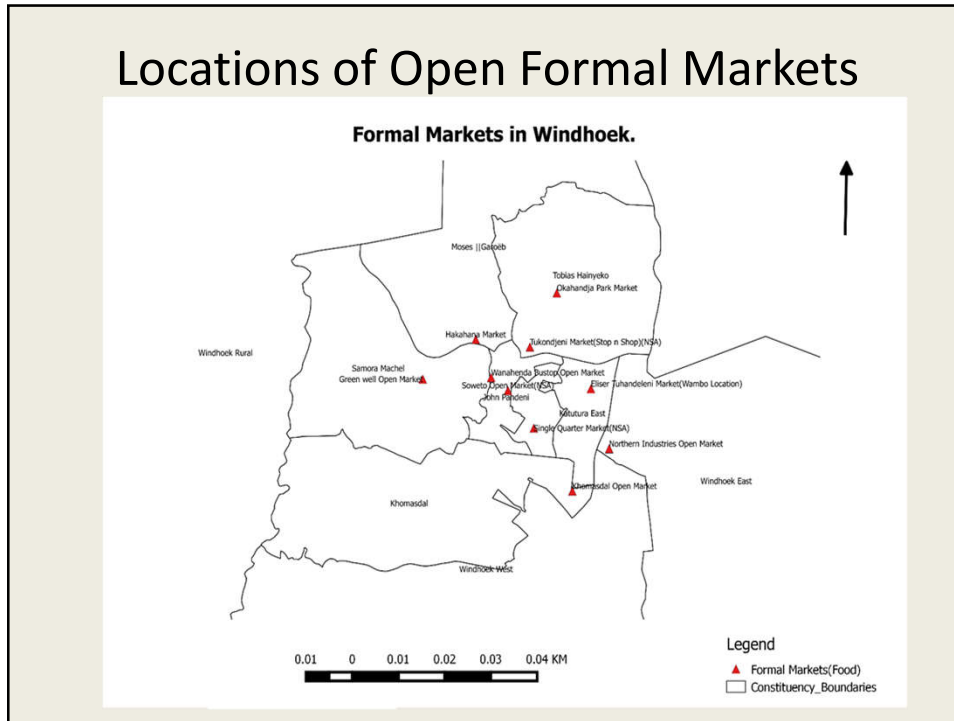 Locations of Open Formal Markets
Formal Markets in Windhoek.
Moses ||Garoëb
Tobias Hainyeko
Okahandja Park Market
Hakahana Market
Tukondjeni Market(Stop n Shop)(NSA)
Windhoek Rural
Samora Machel
Green well Open Market
Wanahenda Bustop Open Market
Soweto Open Market(NSA)
John Pandeni
Eliser Tuhandeleni Market(Wambo Location)
Katutura East
Single Quarter Market(NSA)
Northern Industries Open Market
Windhoek East
Khomasdal Open Market
Khomasdal
Windhoek West
0.01 0 0.01 0.02 0.03 0.04 KM
Legend
Formal Markets(Food)
Constituency_Boundaries